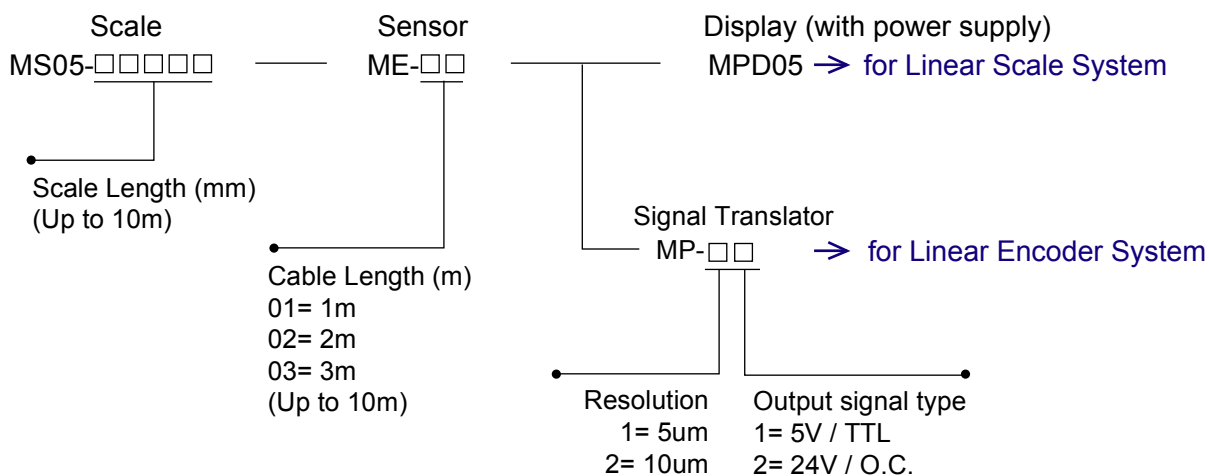 Scale
Sensor
Display (with power supply)
MS05-□□□□□
ME-□□
MPD05 → for Linear Scale System
Scale Length (mm)
(Up to 10m)
Signal Translator
MP-□□ → for Linear Encoder System
Cable Length (m)
01= 1m
02= 2m
03= 3m
(Up to 10m)
Resolution
1= 5um
2= 10um
Output signal type
1= 5V / TTL
2= 24V / O.C.